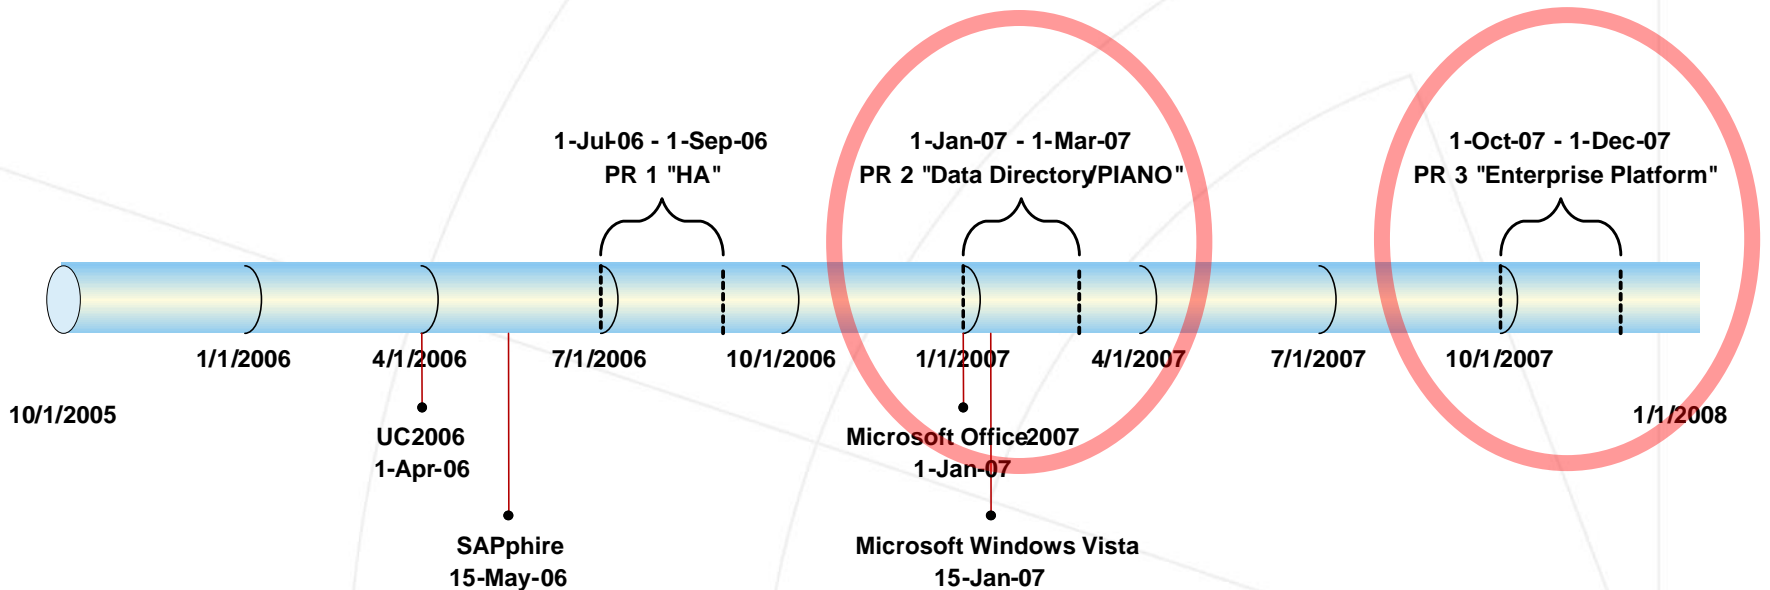 1-Jul-06 - 1-Sep-06
PR 1 "HA"
1-Jan-07 - 1-Mar-07
PR 2 "Data Directory/PIANO"
1-Oct-07 - 1-Dec-07
PR 3 "Enterprise Platform"
1/1/2006
4/1/2006
7/1/2006
10/1/2006
1/1/2007
4/1/2007
7/1/2007
10/1/2007
10/1/2005
1/1/2008
UC2006
1-Apr-06
Microsoft Office2007
1-Jan-07
SAPphire
15-May-06
Microsoft Windows Vista
15-Jan-07